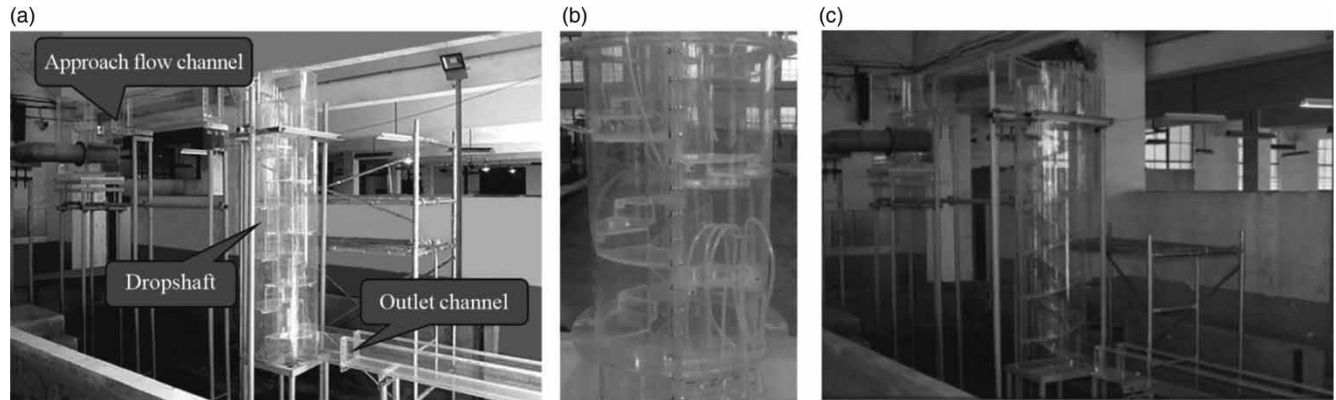 (a)
(b)
(c)
Approach flow channel
Dropshaft
Outlet channel